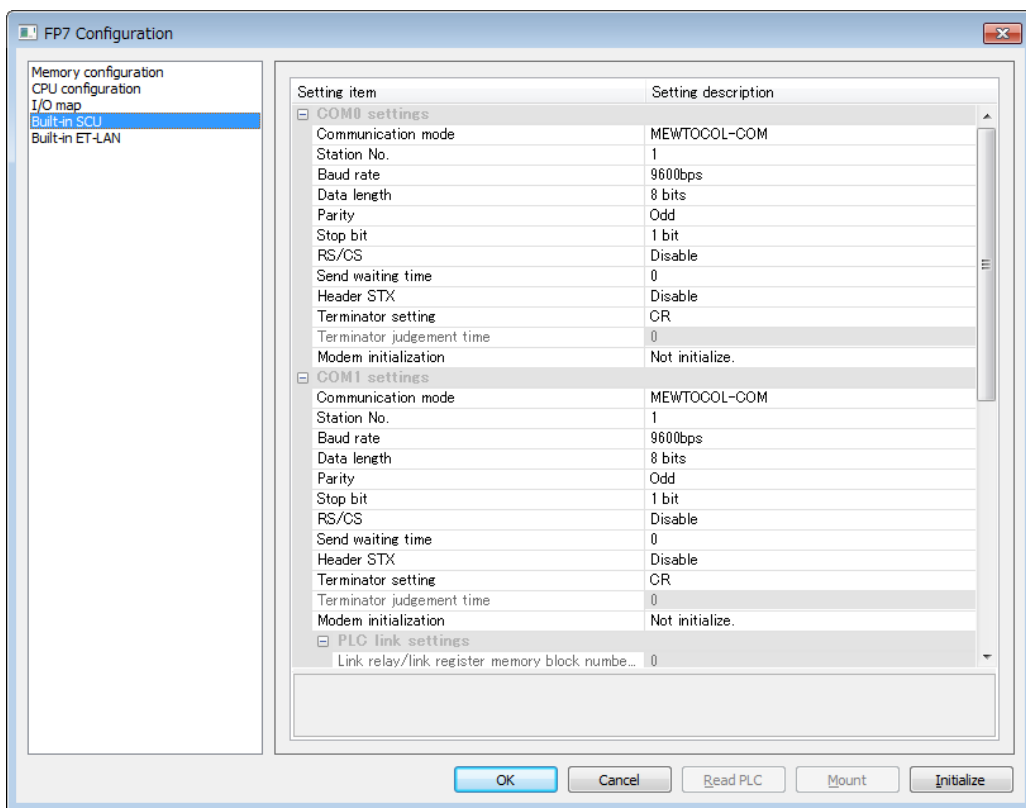 FP7 Configuration
Memory configuration
CPU configuration
I/O map
Built-in SCU
Built-in ET-LAN
Setting item Setting description
COM0 settings
Communication mode MEWTOCOL-COM
Station No. 1
Baud rate 9600bps
Data length 8 bits
Parity Odd
Stop bit 1 bit
RS/CS Disable
Send waiting time 0
Header STX Disable
Terminator setting CR
Terminator judgement time 0
Modem initialization Not initialize.
COM1 settings
Communication mode MEWTOCOL-COM
Station No. 1
Baud rate 9600bps
Data length 8 bits
Parity Odd
Stop bit 1 bit
RS/CS Disable
Send waiting time 0
Header STX Disable
Terminator setting CR
Terminator judgement time 0
Modem initialization Not initialize.
PLC link settings
Link relay/link register memory block numbe... 0
OK Cancel Read PLC Mount Initialize